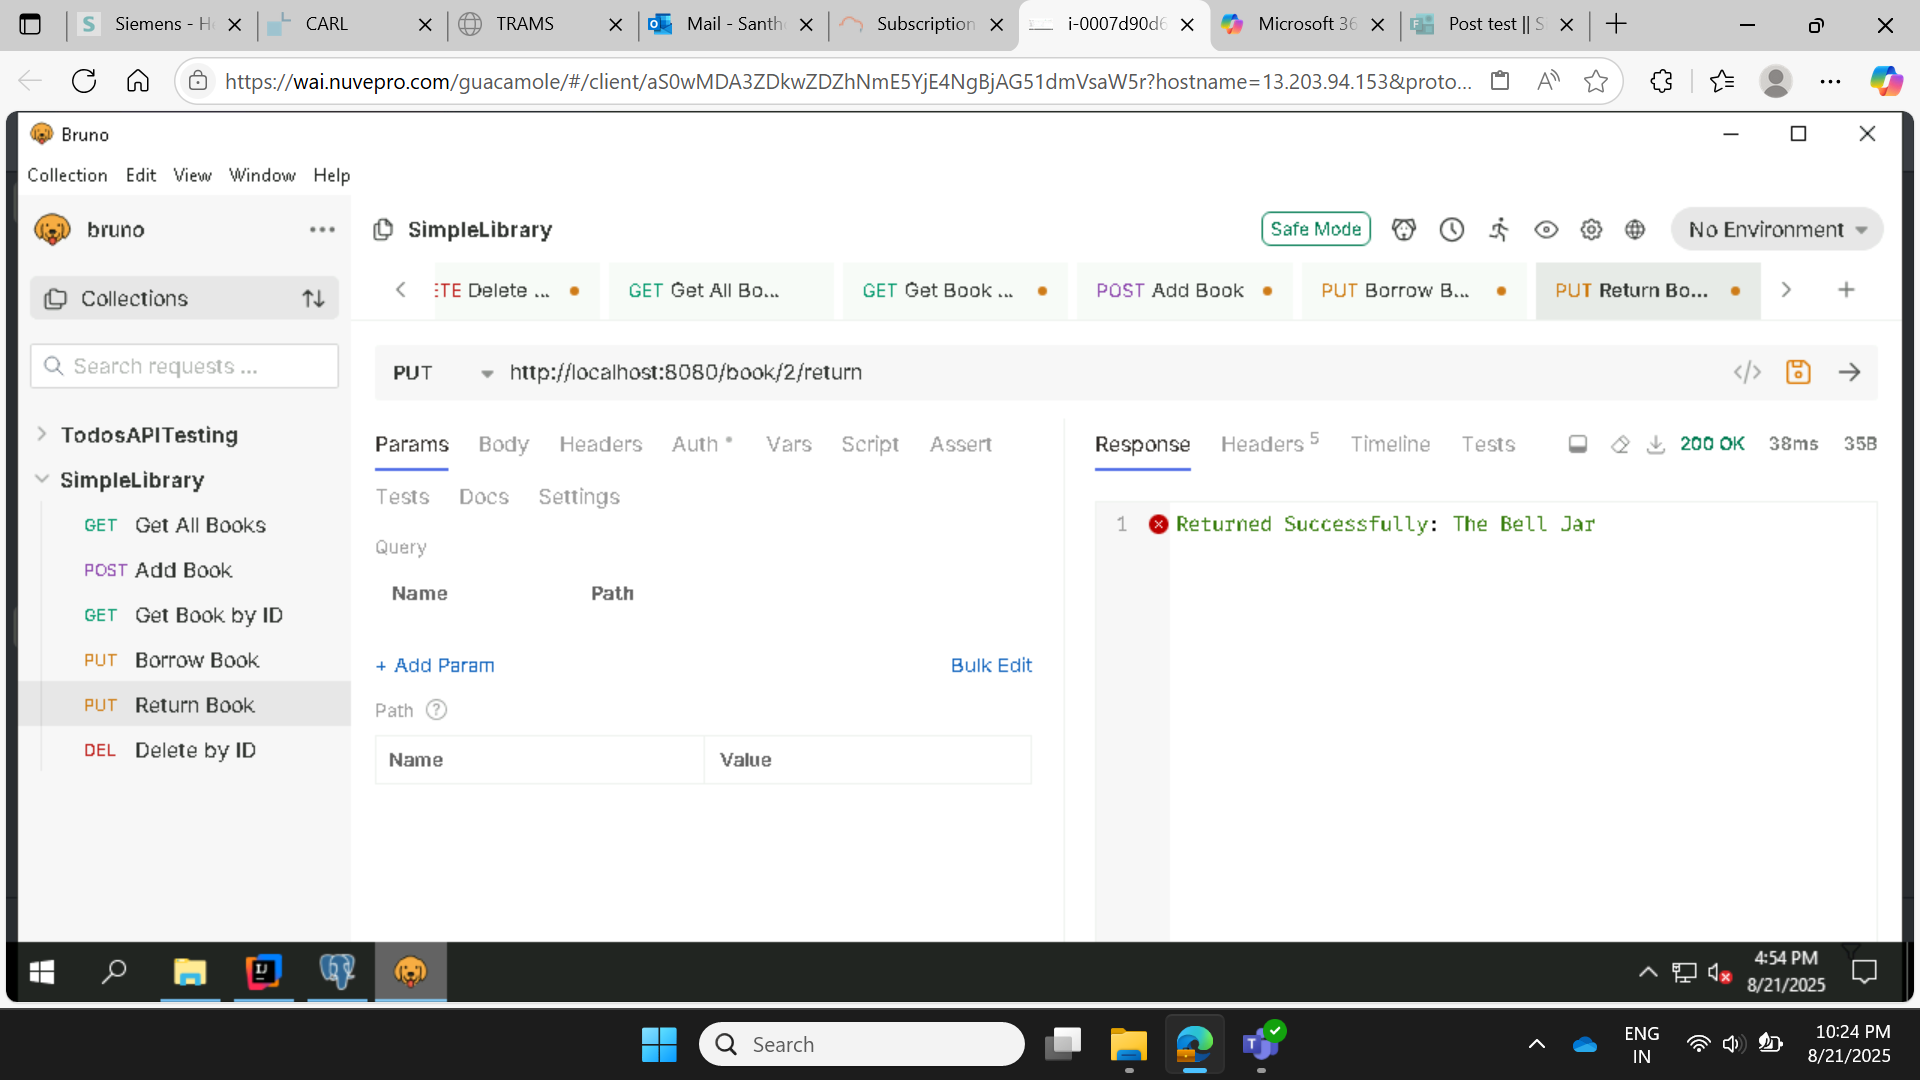 Siemens - H
CARL
TRAMS
Mail - Santh
Subscription
i-0007d90d6
Microsoft 36
Post test || S
https://wai.nuvepro.com/guacamole/#/client/aS0wMDA3ZDkwZDZhNmE5YjE4NgBjAG51dmVsaW5r?hostname=13.203.94.153&proto...
Bruno
Collection Edit View Window Help
bruno
SimpleLibrary
Safe Mode
No Environment
Collections
ETE Delete ...
GET Get All Bo...
GET Get Book ...
POST Add Book
PUT Borrow B...
PUT Return Bo...
Search requests ...
PUT
http://localhost:8080/book/2/return
</>
TodosAPITesting
SimpleLibrary
GET Get All Books
POST Add Book
GET Get Book by ID
PUT Borrow Book
PUT Return Book
DEL Delete by ID
Params Body Headers Auth Vars Script Assert
Tests Docs Settings
Query
Name Path
+ Add Param
Bulk Edit
Path ?
Name Value
Response Headers 5 Timeline Tests
200 OK 38ms 35B
1 Returned Successfully: The Bell Jar
4:54 PM
8/21/2025
Search
ENG
IN
10:24 PM
8/21/2025